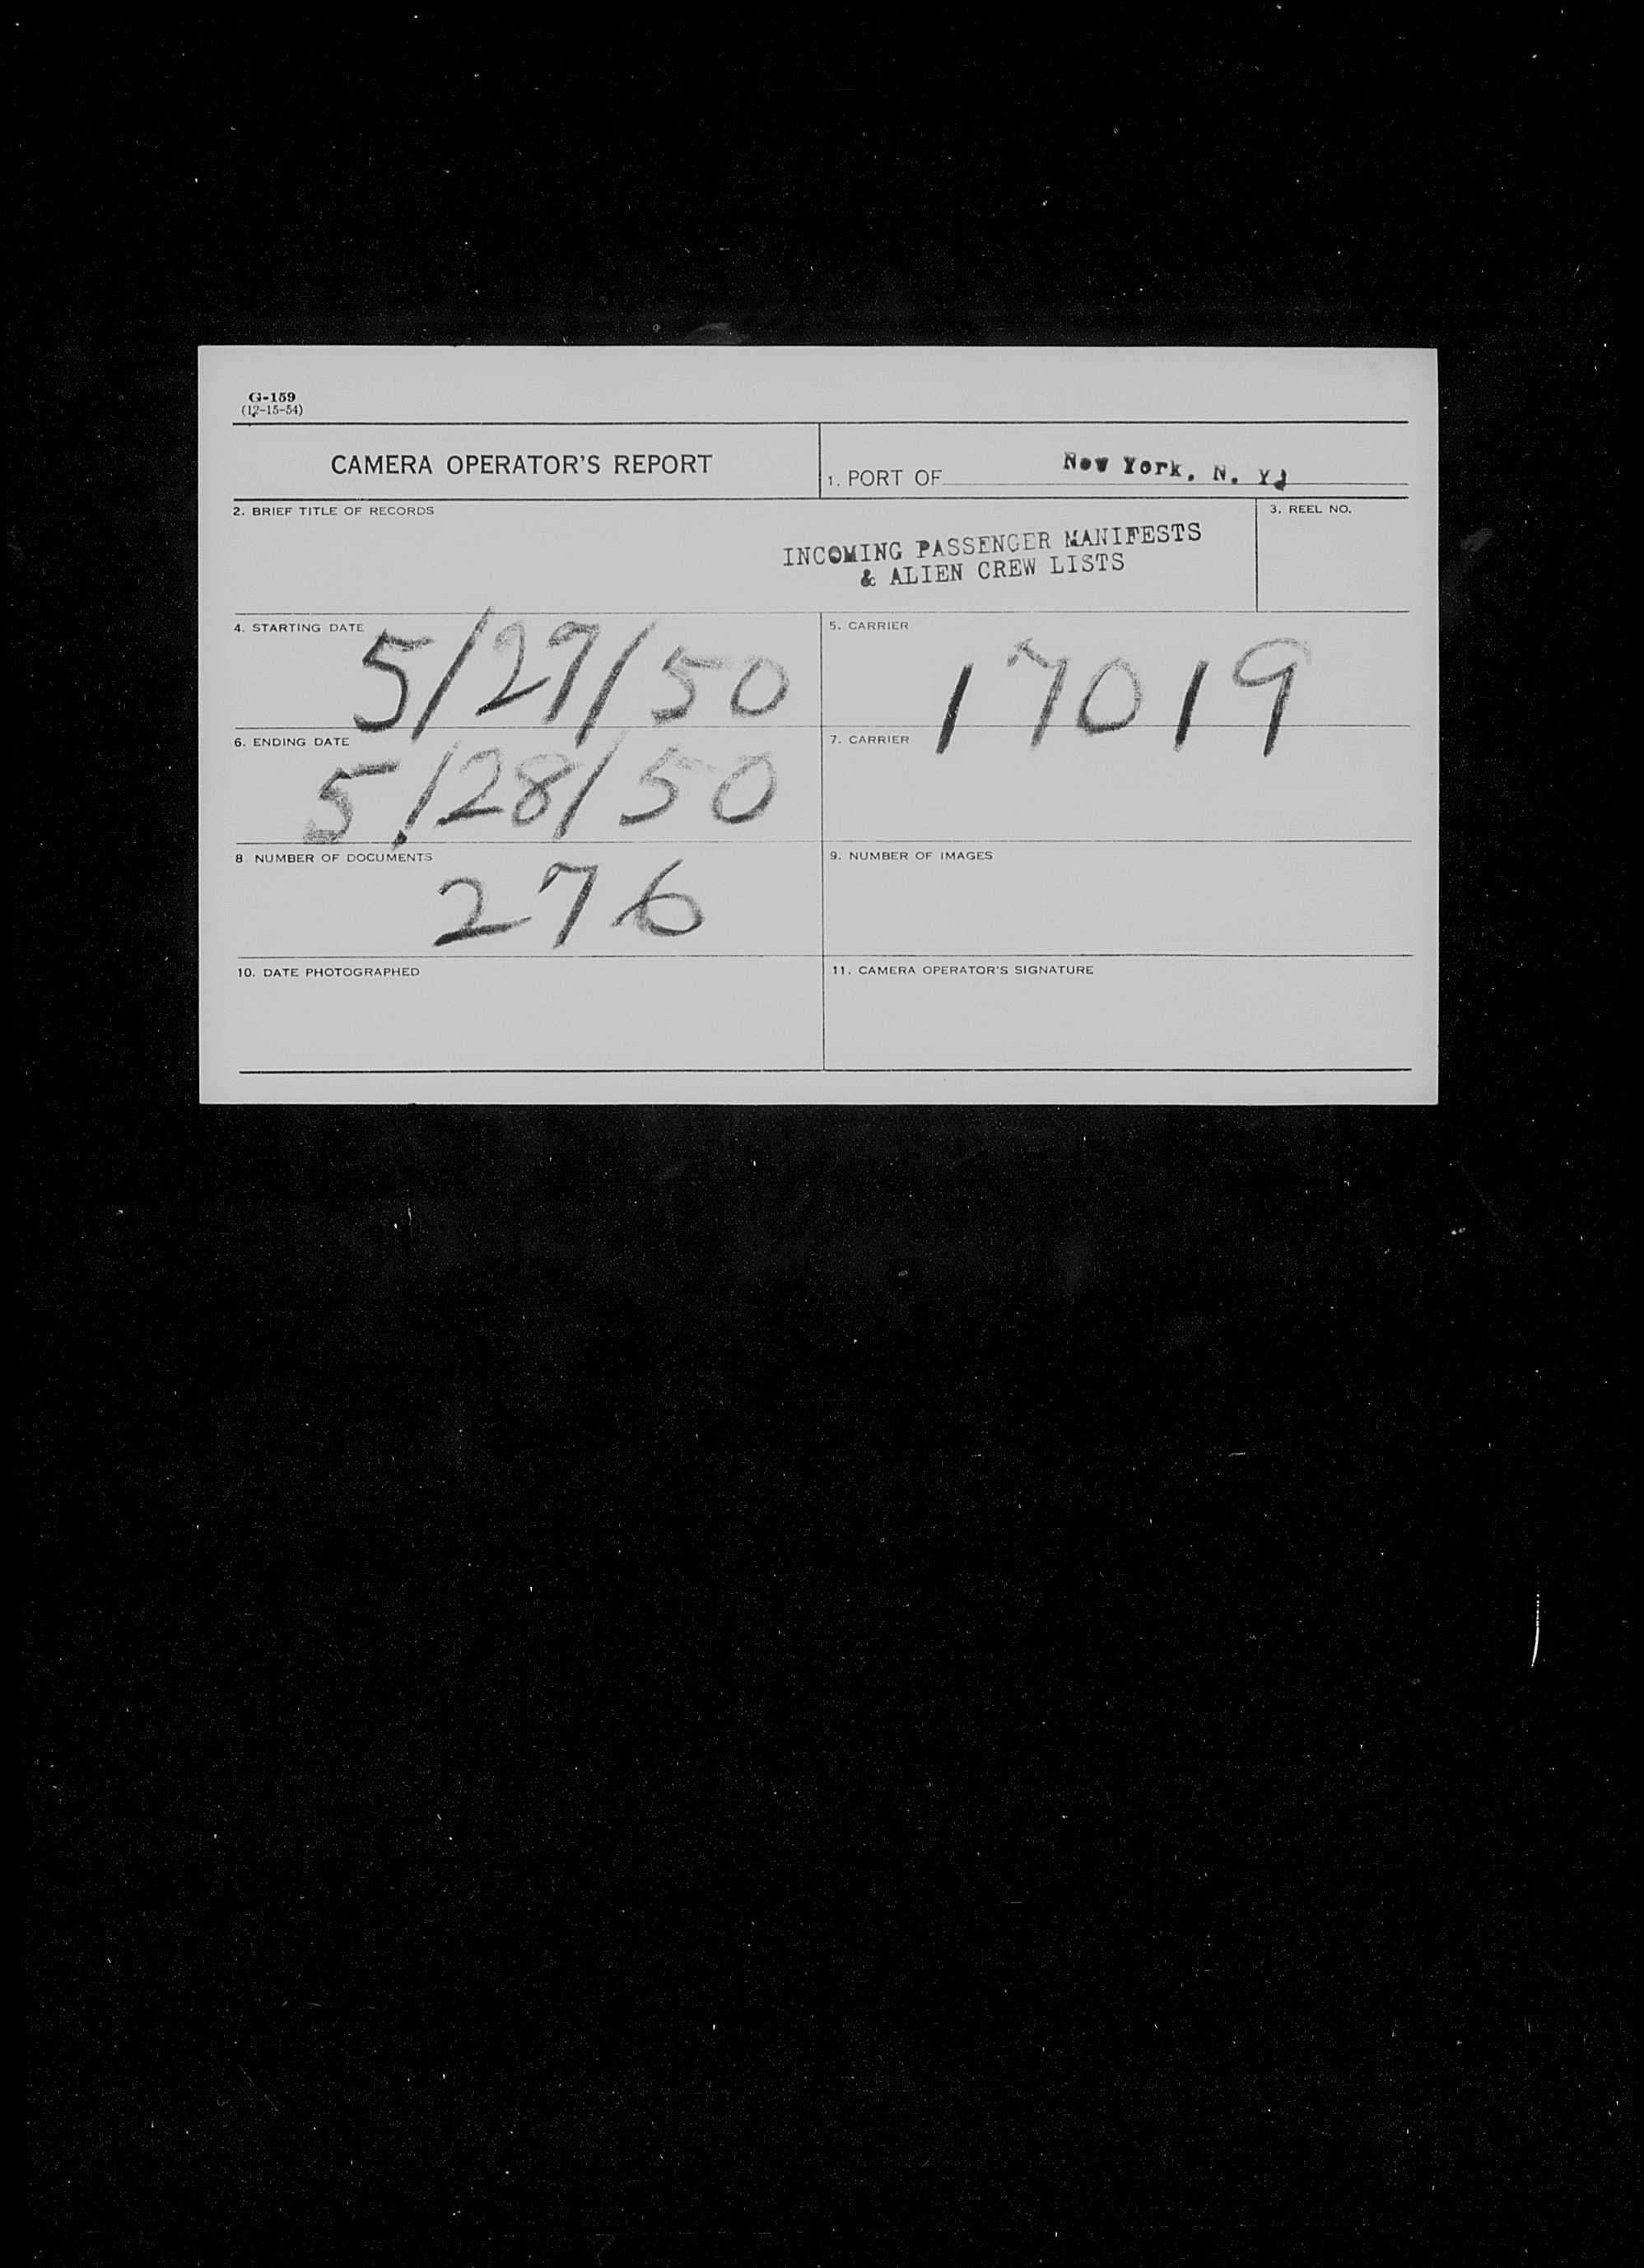 G-159
(12-15-54)
CAMERA OPERATOR'S REPORT
1. PORT OF New York, N. Y.
2. BRIEF TITLE OF RECORDS
INCOMING PASSENGER MANIFESTS
& ALIEN CREW LISTS
3. REEL NO.
4. STARTING DATE 5/27/50
5. CARRIER 17019
6. ENDING DATE 5/28/50
7. CARRIER
8. NUMBER OF DOCUMENTS 276
9. NUMBER OF IMAGES
10. DATE PHOTOGRAPHED
11. CAMERA OPERATOR'S SIGNATURE